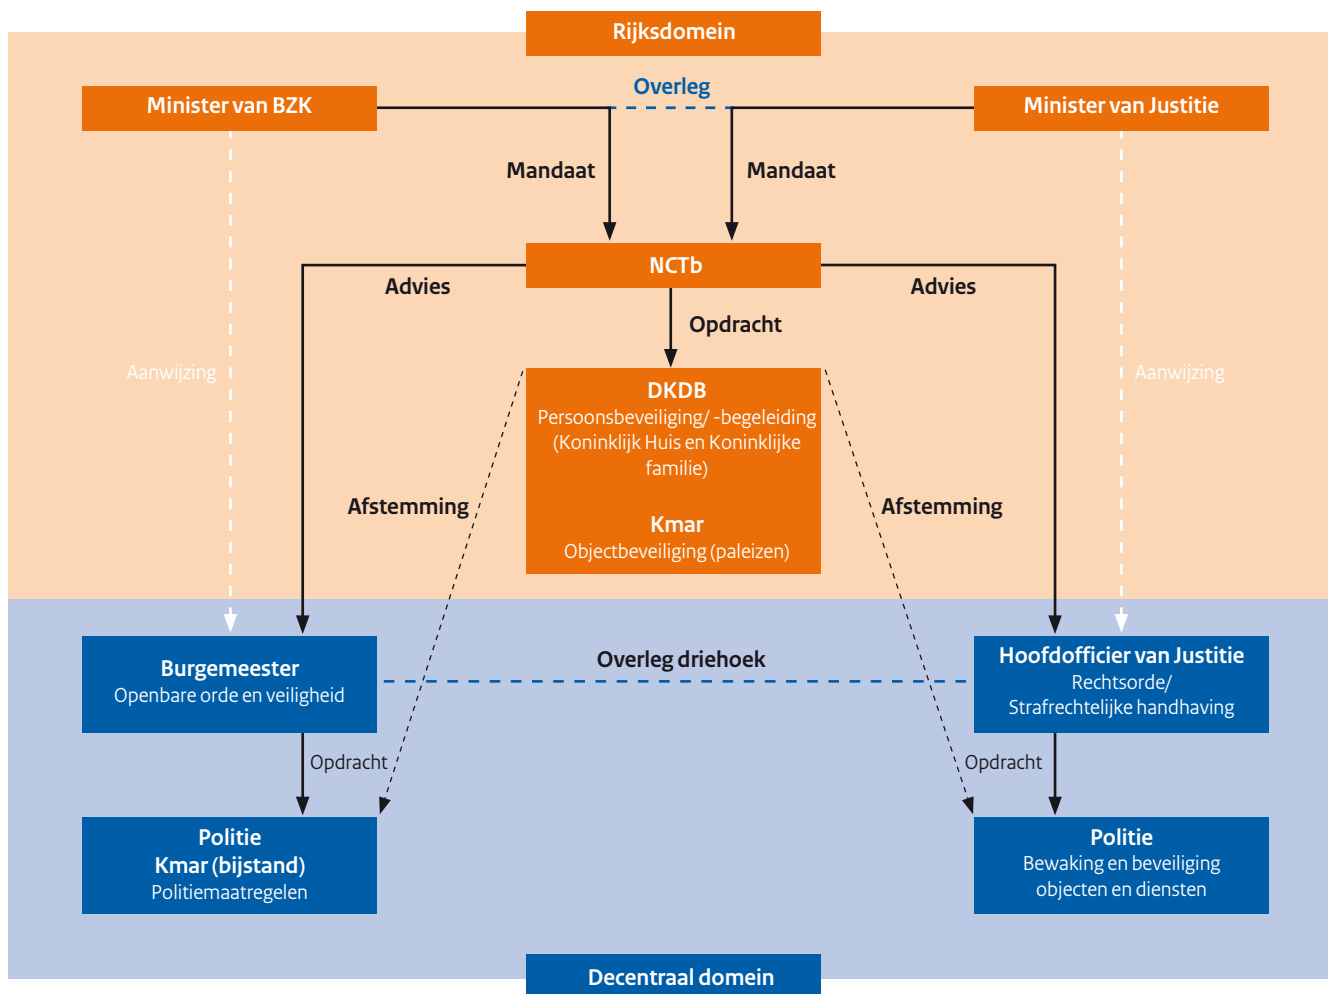 Rijksdomein
Overleg
Minister van BZK
Minister van Justitie
Mandaat
Mandaat
NCTb
Advies
Advies
Opdracht
Aanwijzing
Aanwijzing
DKDB
Persoonsbeveiliging/ -begeleiding
(Koninklijk Huis en Koninklijke
familie)
Afstemming
Afstemming
Kmar
Objectbeveiliging (paleizen)
Burgemeester
Openbare orde en veiligheid
Overleg driehoek
Hoofdofficier van Justitie
Rechtsorde/
Strafrechtelijke handhaving
Opdracht
Opdracht
Politie
Kmar (bijstand)
Politiemaatregelen
Politie
Bewaking en beveiliging
objecten en diensten
Decentraal domein